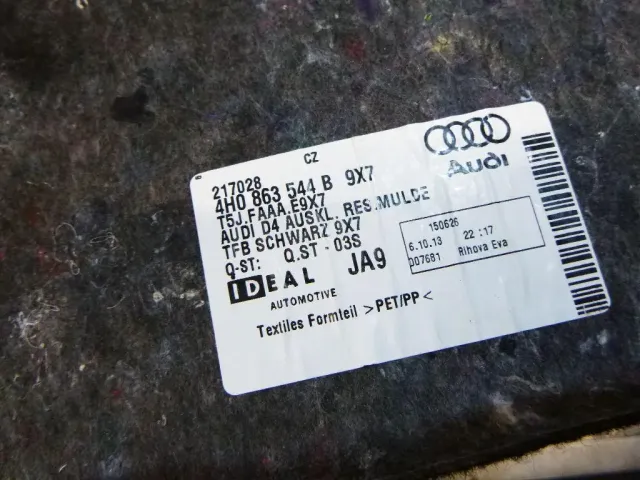 217028 CZ
4H0 863 544 B 9X7
T5J.FAAA.E9X7
AUDI D4 AUSKL. RES.MULDE
TFB SCHWARZ 9X7
Q-ST: Q.ST - 03S
IDEAL JA9
AUTOMOTIVE
Textiles Formteil >PET/PP<
Audi
150626
6.10.13 22:17
007681 Rihova Eva